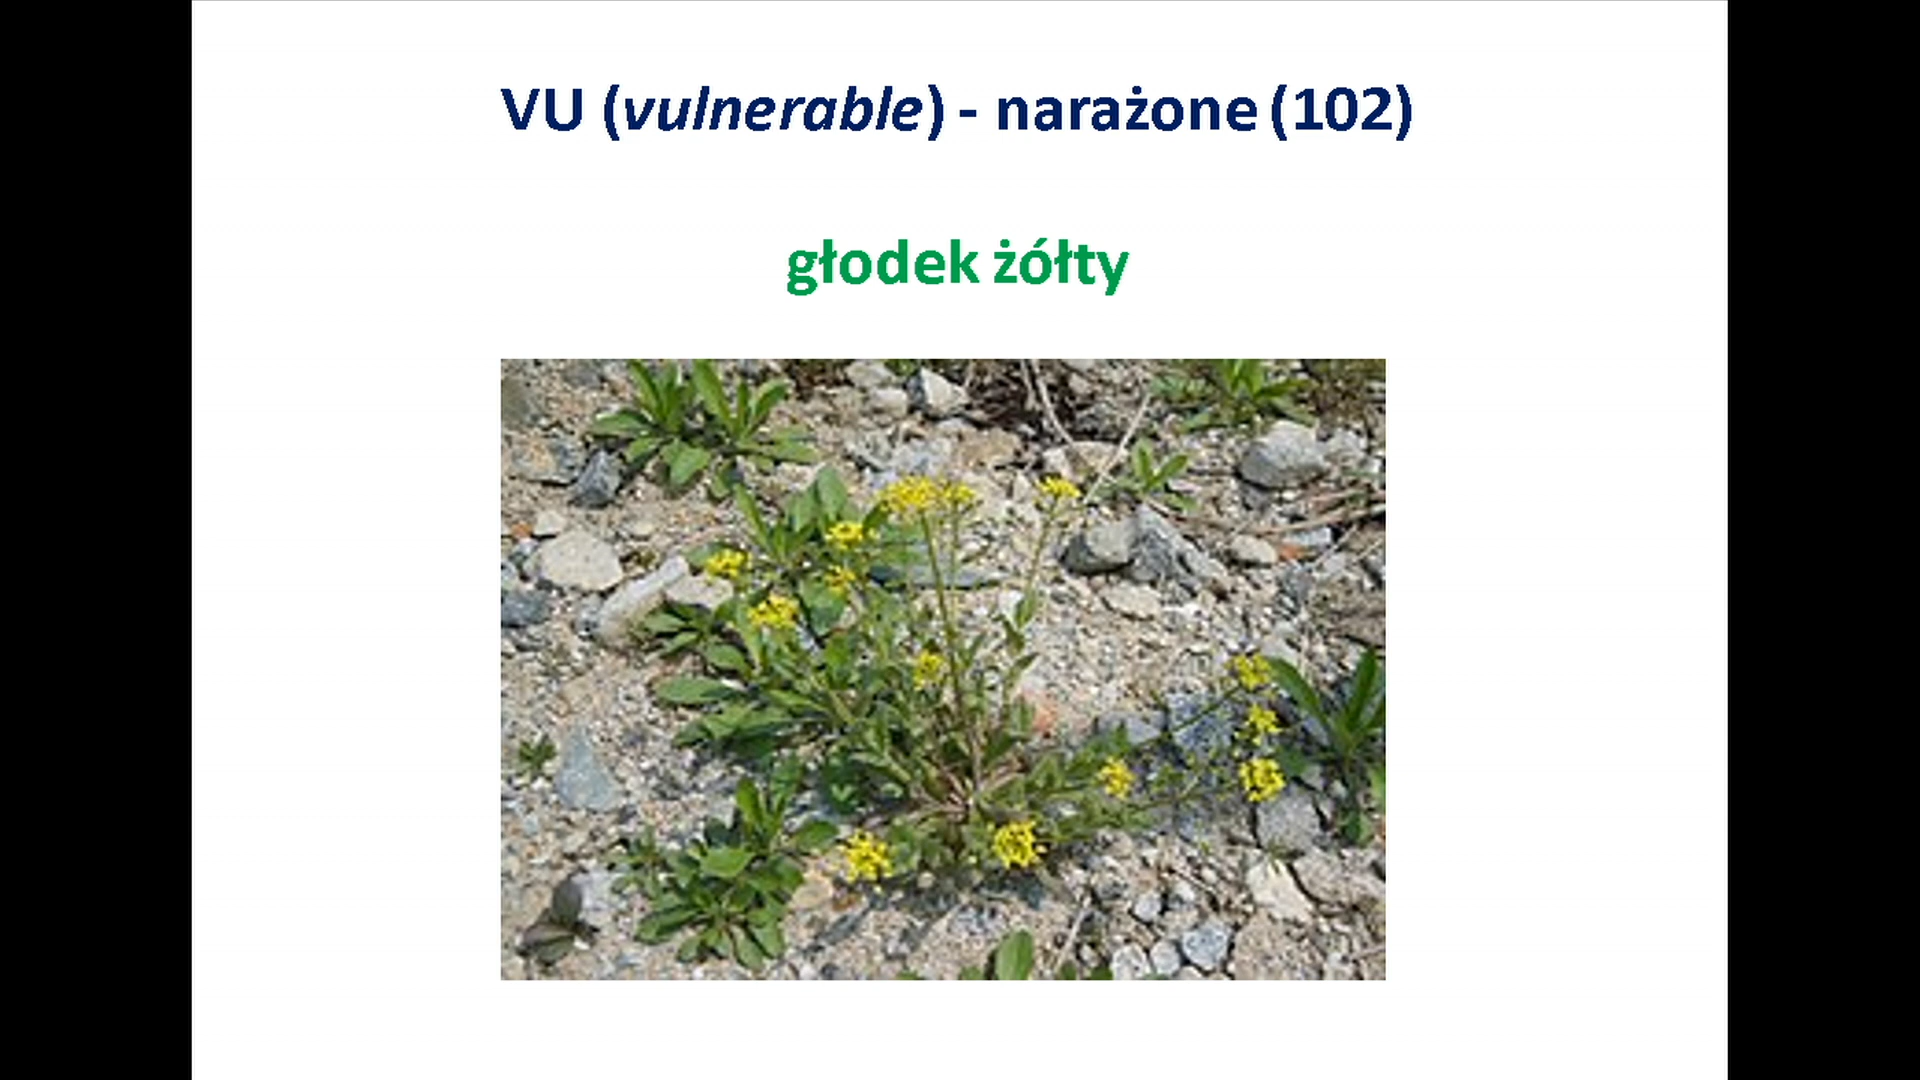 VU (vulnerable) - narażone (102)
głodek żółty